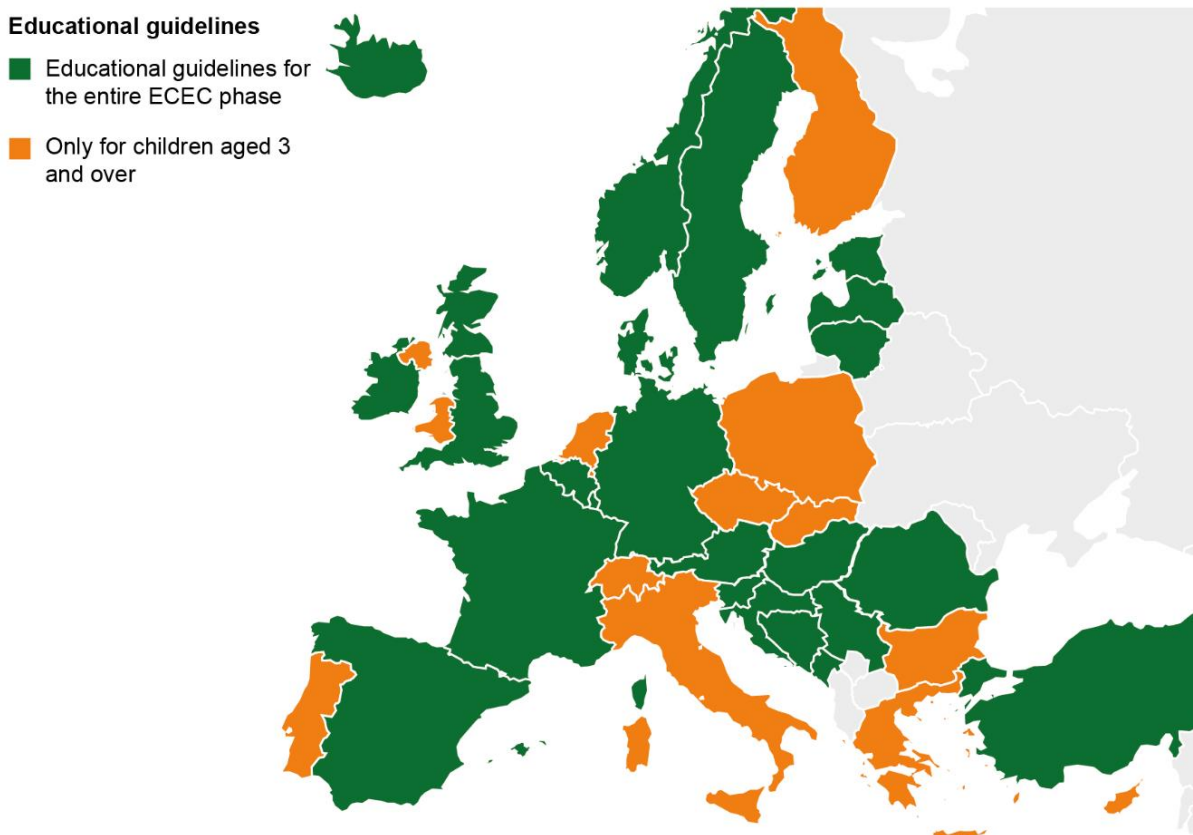 Educational guidelines
Educational guidelines for
the entire ECEC phase
Only for children aged 3
and over